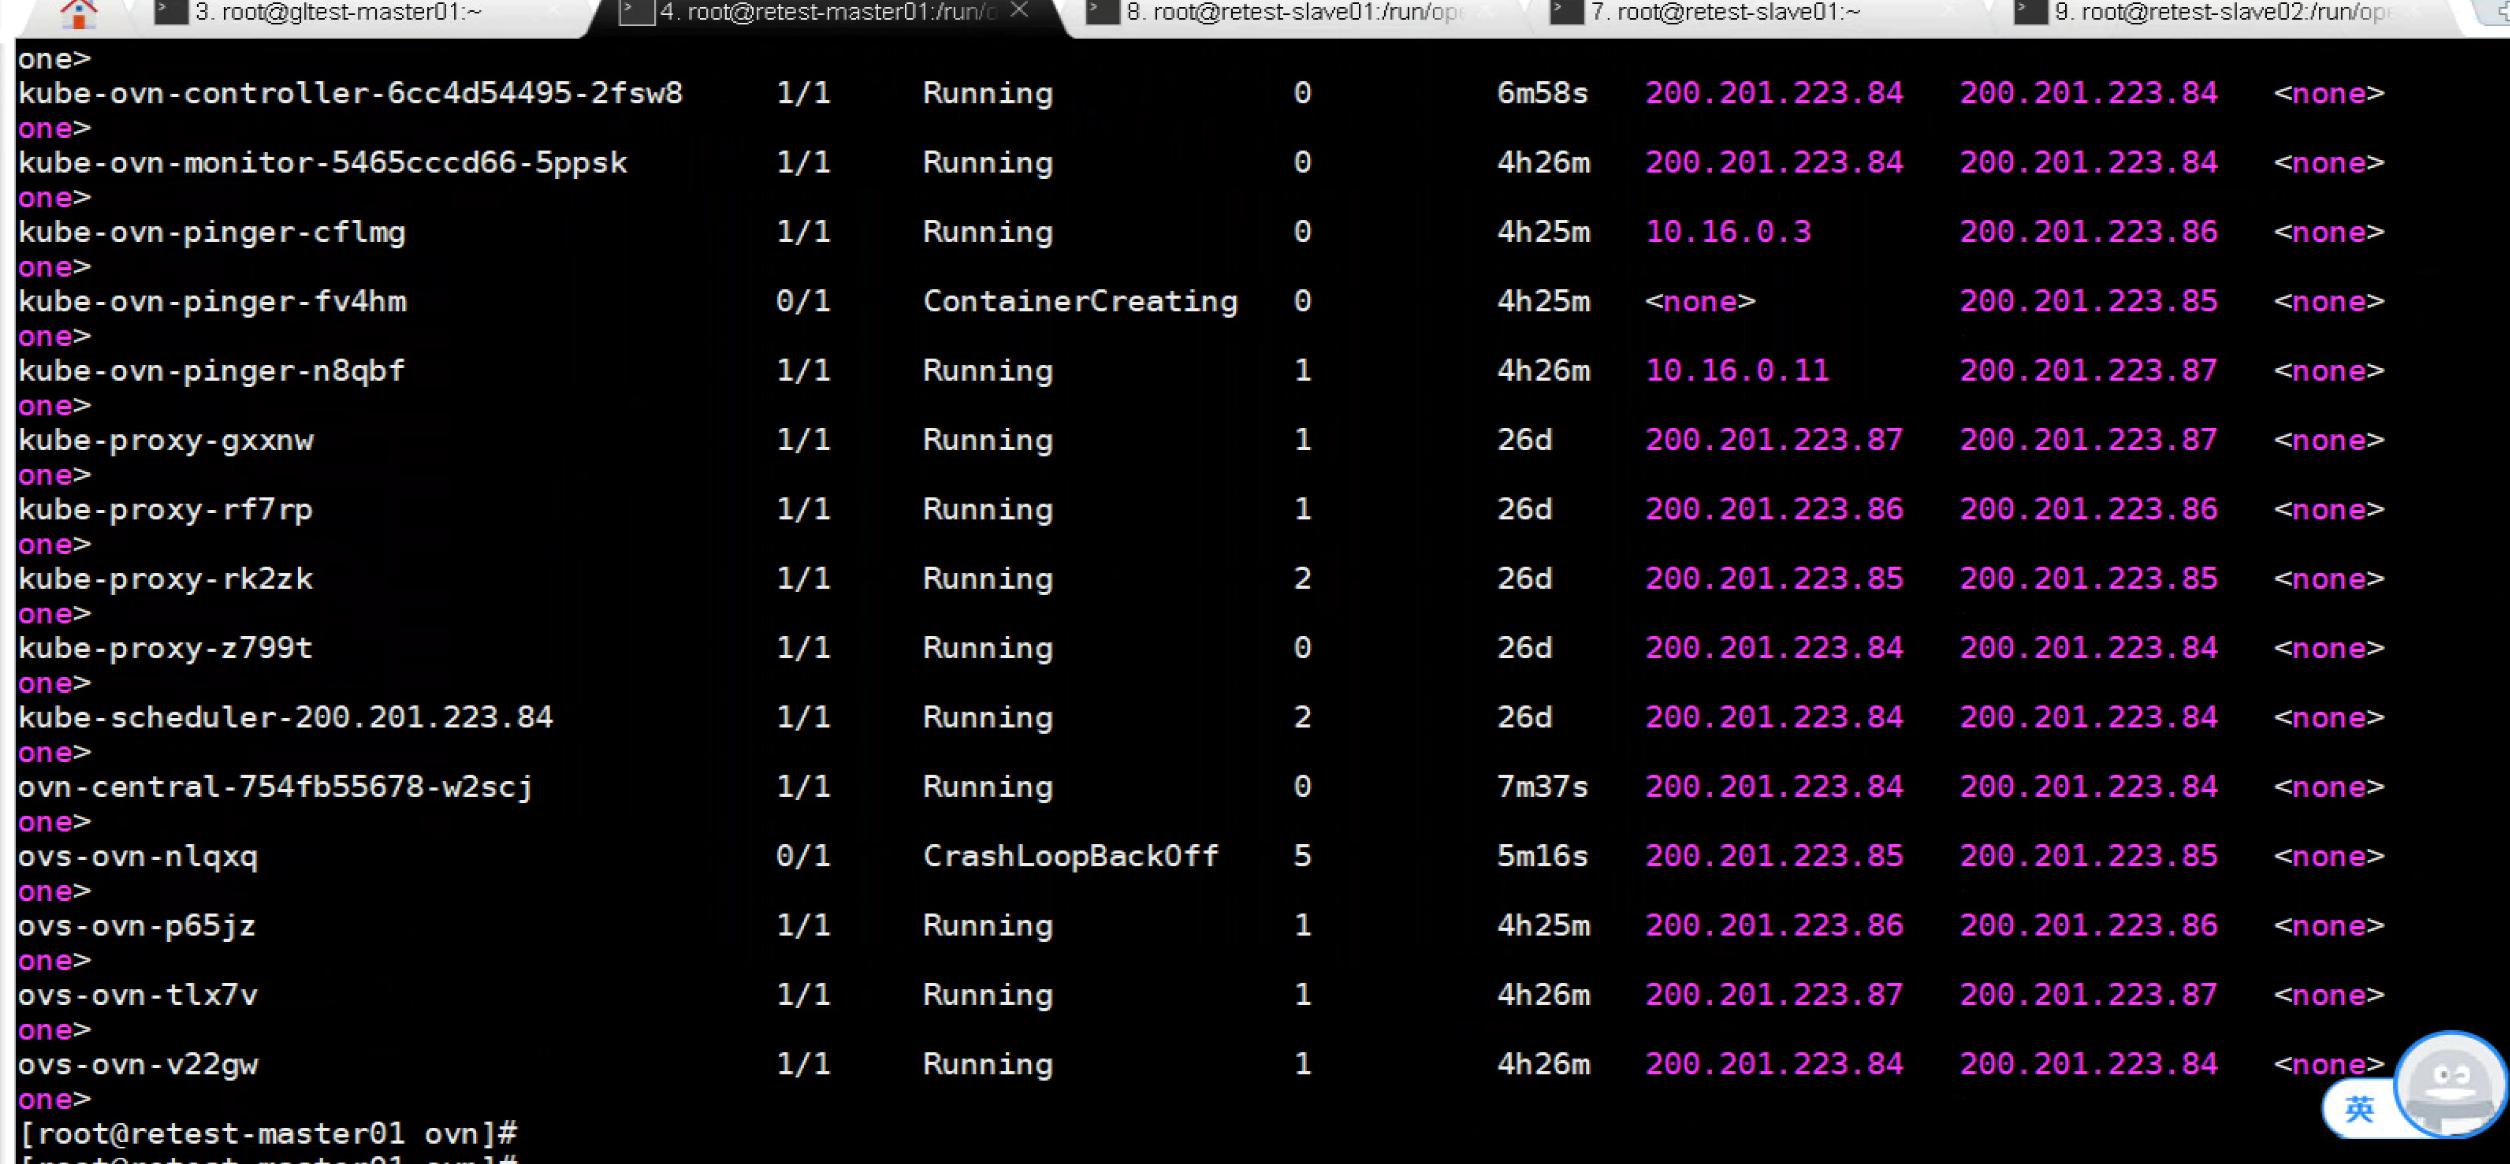 3. root@gltest-master01:~
4. root@retest-master01:/run/o
8. root@retest-slave01:/run/ope
7. root@retest-slave01:~
9. root@retest-slave02:/run/ope
one>
kube-ovn-controller-6cc4d54495-2fsw8 1/1 Running 0 6m58s 200.201.223.84 200.201.223.84 <none>
one>
kube-ovn-monitor-5465cccd66-5ppsk 1/1 Running 0 4h26m 200.201.223.84 200.201.223.84 <none>
one>
kube-ovn-pinger-cflmg 1/1 Running 0 4h25m 10.16.0.3 200.201.223.86 <none>
one>
kube-ovn-pinger-fv4hm 0/1 ContainerCreating 0 4h25m <none> 200.201.223.85 <none>
one>
kube-ovn-pinger-n8qbf 1/1 Running 1 4h26m 10.16.0.11 200.201.223.87 <none>
one>
kube-proxy-gxxnw 1/1 Running 1 26d 200.201.223.87 200.201.223.87 <none>
one>
kube-proxy-rf7rp 1/1 Running 1 26d 200.201.223.86 200.201.223.86 <none>
one>
kube-proxy-rk2zk 1/1 Running 2 26d 200.201.223.85 200.201.223.85 <none>
one>
kube-proxy-z799t 1/1 Running 0 26d 200.201.223.84 200.201.223.84 <none>
one>
kube-scheduler-200.201.223.84 1/1 Running 2 26d 200.201.223.84 200.201.223.84 <none>
one>
ovn-central-754fb55678-w2scj 1/1 Running 0 7m37s 200.201.223.84 200.201.223.84 <none>
one>
ovs-ovn-nlqxq 0/1 CrashLoopBackOff 5 5m16s 200.201.223.85 200.201.223.85 <none>
one>
ovs-ovn-p65jz 1/1 Running 1 4h25m 200.201.223.86 200.201.223.86 <none>
one>
ovs-ovn-tlx7v 1/1 Running 1 4h26m 200.201.223.87 200.201.223.87 <none>
one>
ovs-ovn-v22gw 1/1 Running 1 4h26m 200.201.223.84 200.201.223.84 <none>
one>
英
[root@retest-master01 ovn]#
[root@retest-master01 ovn]#